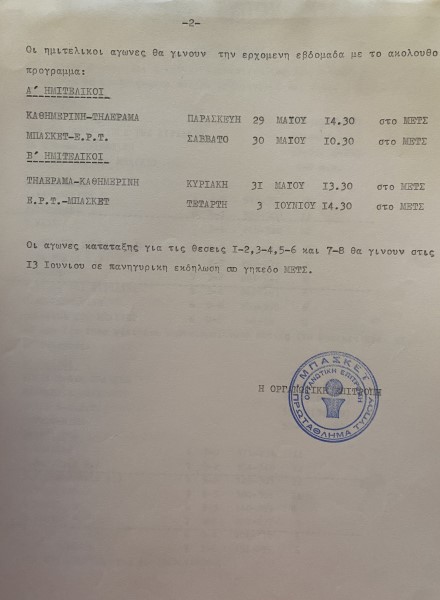 -2-
Οι ημιτελικοι αγωνες θα γινουν την ερχομενη εβδομαδα με το ακολουθο
προγραμμα:
Α' ΗΜΙΤΕΛΙΚΟΙ
ΚΑΘΗΜΕΡΙΝΗ-ΤΗΛΕΡΑΜΑ ΠΑΡΑΣΚΕΥΗ 29 ΜΑΙΟΥ Ι4.30 στο ΜΕΤΣ
ΜΠΑΣΚΕΤ-Ε.Ρ.Τ. ΣΑΒΒΑΤΟ 30 ΜΑΙΟΥ Ι0.30 στο ΜΕΤΣ
Β' ΗΜΙΤΕΛΙΚΟΙ
ΤΗΛΕΡΑΜΑ-ΚΑΘΗΜΕΡΙΝΗ ΚΥΡΙΑΚΗ 3Ι ΜΑΙΟΥ Ι3.30 στο ΜΕΤΣ
Ε.Ρ.Τ.-ΜΠΑΣΚΕΤ ΤΕΤΑΡΤΗ 3 ΙΟΥΝΙΟΥ Ι4.30 στο ΜΕΤΣ
Οι αγωνες καταταξης για τις θεσεις Ι-2,3-4,5-6 και 7-8 θα γινουν στις
Ι3 Ιουνιου σε πανηγυρικη εκδηλωση γηπεδο ΜΕΤΣ.
Η ΟΡΓΑΝΩΤΙΚΗ ΕΠΙΤΡΟΠΗ
ΜΠΑΣΚΕΤ
ΟΡΓΑΝΩΤΙΚΗ ΕΠΙΤΡΟΠΗ
ΠΡΩΤΑΘΛΗΜΑ ΤΥΠΟΥ